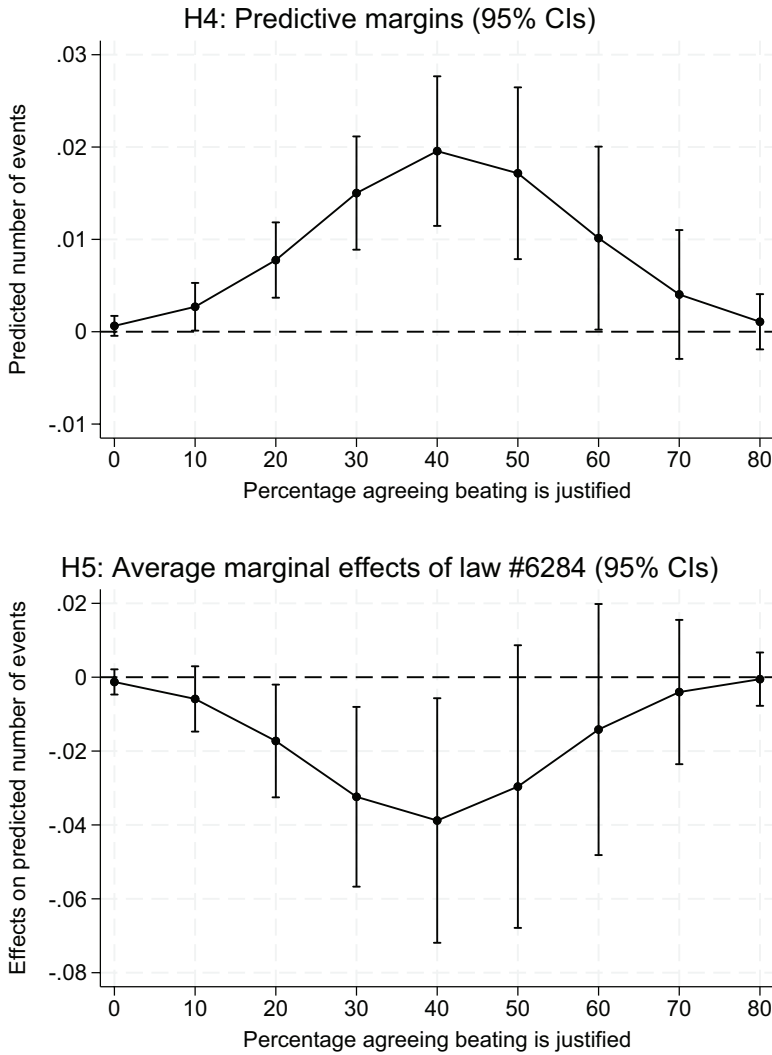 H4: Predictive margins (95% CIs)
Predicted number of events
.03
.02
.01
0
-.01
0 10 20 30 40 50 60 70 80
Percentage agreeing beating is justified
H5: Average marginal effects of law #6284 (95% CIs)
Effects on predicted number of events
.02
0
-.02
-.04
-.06
-.08
0 10 20 30 40 50 60 70 80
Percentage agreeing beating is justified